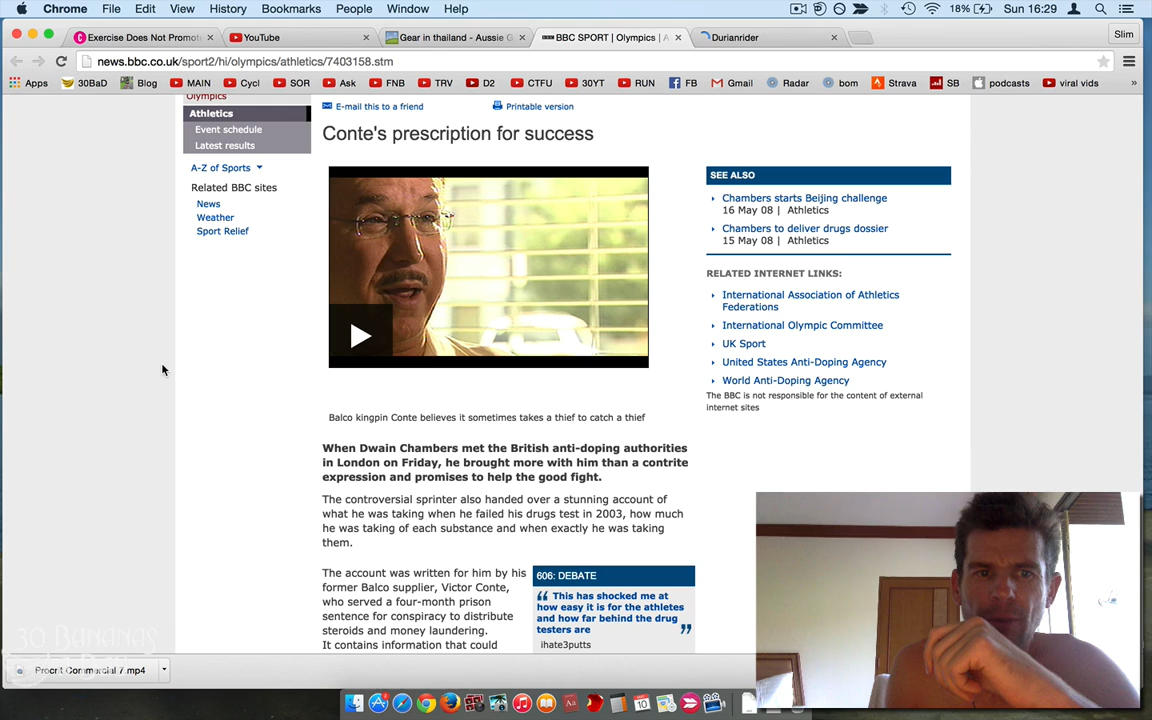 Chrome File Edit View History Bookmarks People Window Help 18% Sun 16:29
Exercise Does Not Promot
YouTube
Gear in thailand - Aussie G
BBC SPORT | Olympics | A
Durianrider
Slim
news.bbc.co.uk/sport2/hi/olympics/athletics/7403158.stm
Apps 30BaD Blog MAIN Cycl SOR Ask FNB TRV D2 CTFU 30YT RUN FB Gmail Radar bom Strava SB podcasts viral vids »
Olympics
Athletics
Event schedule
Latest results
A-Z of Sports
Related BBC sites
News
Weather
Sport Relief
E-mail this to a friend
Printable version
Conte's prescription for success
Balco kingpin Conte believes it sometimes takes a thief to catch a thief
When Dwain Chambers met the British anti-doping authorities
in London on Friday, he brought more with him than a contrite
expression and promises to help the good fight.
The controversial sprinter also handed over a stunning account of
what he was taking when he failed his drugs test in 2003, how much
he was taking of each substance and when exactly he was taking
them.
The account was written for him by his
former Balco supplier, Victor Conte,
who served a four-month prison
sentence for conspiracy to distribute
steroids and money laundering.
It contains information that could
606: DEBATE
“ This has shocked me at
how easy it is for the athletes
and how far behind the drug
testers are ”
ihate3putts
SEE ALSO
Chambers starts Beijing challenge
16 May 08 | Athletics
Chambers to deliver drugs dossier
15 May 08 | Athletics
RELATED INTERNET LINKS:
International Association of Athletics
Federations
International Olympic Committee
UK Sport
United States Anti-Doping Agency
World Anti-Doping Agency
The BBC is not responsible for the content of external
internet sites
30 BANANAS
Procrit Commercial 7.mp4
10